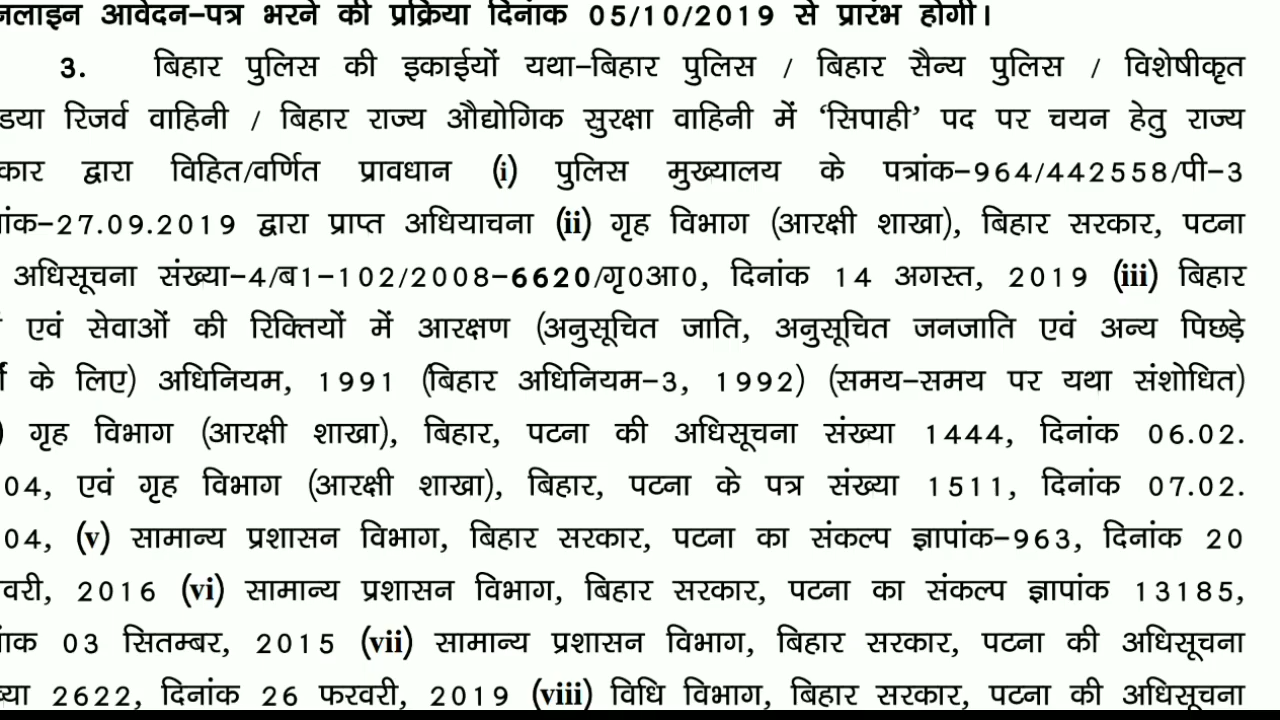 नलाइन आवेदन–पत्र भरने की प्रक्रिया दिनांक 05/10/2019 से प्रारंभ होगी।
3. बिहार पुलिस की इकाईयों यथा–बिहार पुलिस / बिहार सैन्य पुलिस / विशेषीकृत
डया रिजर्व वाहिनी / बिहार राज्य औद्योगिक सुरक्षा वाहिनी में ‘सिपाही’ पद पर चयन हेतु राज्य
कार द्वारा विहित/वर्णित प्रावधान (i) पुलिस मुख्यालय के पत्रांक–964/442558/पी–3
ांक–27.09.2019 द्वारा प्राप्त अधियाचना (ii) गृह विभाग (आरक्षी शाखा), बिहार सरकार, पटना
अधिसूचना संख्या–4/ब1–102/2008–6620/गृ0आ0, दिनांक 14 अगस्त, 2019 (iii) बिहार
एवं सेवाओं की रिक्तियों में आरक्षण (अनुसूचित जाति, अनुसूचित जनजाति एवं अन्य पिछड़े
के लिए) अधिनियम, 1991 (बिहार अधिनियम–3, 1992) (समय–समय पर यथा संशोधित)
) गृह विभाग (आरक्षी शाखा), बिहार, पटना की अधिसूचना संख्या 1444, दिनांक 06.02.
04, एवं गृह विभाग (आरक्षी शाखा), बिहार, पटना के पत्र संख्या 1511, दिनांक 07.02.
04, (v) सामान्य प्रशासन विभाग, बिहार सरकार, पटना का संकल्प ज्ञापांक–963, दिनांक 20
वरी, 2016 (vi) सामान्य प्रशासन विभाग, बिहार सरकार, पटना का संकल्प ज्ञापांक 13185,
ांक 03 सितम्बर, 2015 (vii) सामान्य प्रशासन विभाग, बिहार सरकार, पटना की अधिसूचना
ख्या 2622, दिनांक 26 फरवरी, 2019 (viii) विधि विभाग, बिहार सरकार, पटना की अधिसूचना